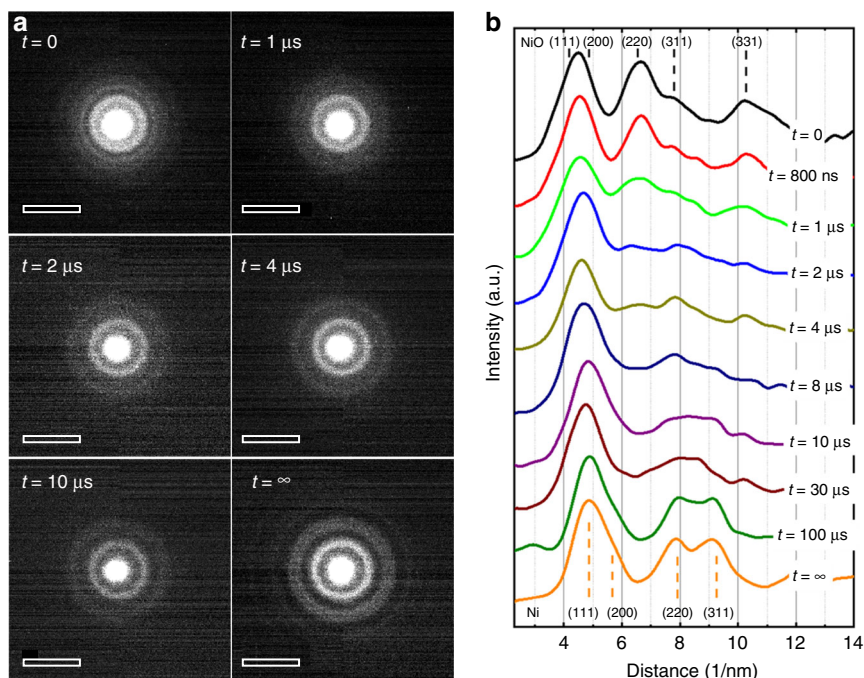 a
t = 0
t = 1 µs
t = 2 µs
t = 4 µs
t = 10 µs
t = ∞
b
NiO (111) (200) (220) (311) (331)
t = 0
t = 800 ns
t = 1 µs
t = 2 µs
t = 4 µs
t = 8 µs
t = 10 µs
t = 30 µs
t = 100 µs
t = ∞
Ni (111) (200) (220) (311)
4 6 8 10 12 14
Distance (1/nm)
Intensity (a.u.)